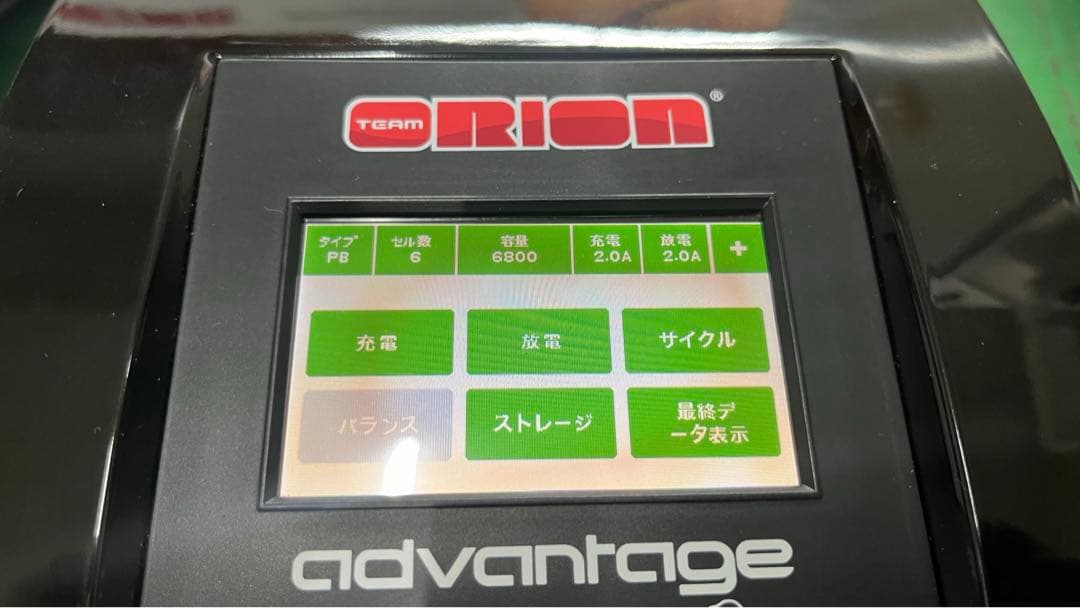 TEAM ORION ®
タイプ セル数 容量 充電 放電 +
PB 6 6800 2.0A 2.0A
充電 放電 サイクル
バランス ストレージ 最終デ
ータ表示
advantage